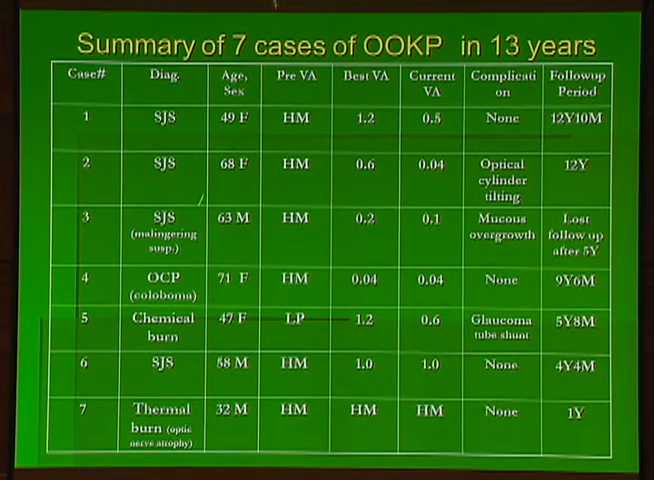 Summary of 7 cases of OOKP in 13 years
Case# Diag. Age, Sex Pre VA Best VA Current VA Complicati on Followup Period
1 SJS 49 F HM 1.2 0.5 None 12Y10M
2 SJS 68 F HM 0.6 0.04 Optical cylinder tilting 12Y
3 SJS (malingering susp.) 63 M HM 0.2 0.1 Mucous overgrowth Lost follow up after 5Y
4 OCP (coloboma) 71 F HM 0.04 0.04 None 9Y6M
5 Chemical burn 47 F LP 1.2 0.6 Glaucoma tube shunt 5Y8M
6 SJS 58 M HM 1.0 1.0 None 4Y4M
7 Thermal burn (optic nerve atrophy) 32 M HM HM HM None 1Y